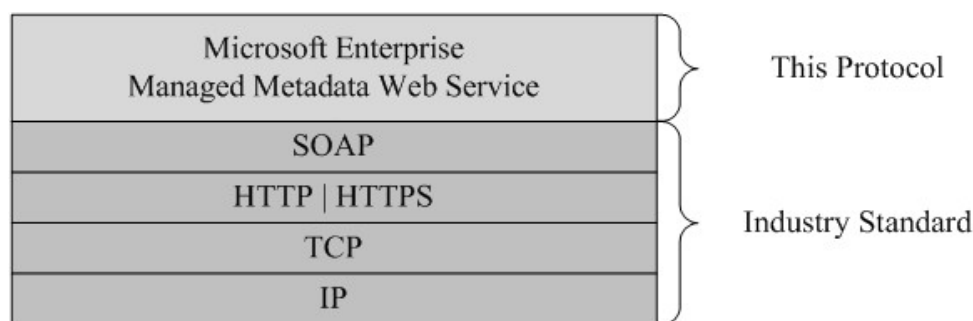 Microsoft Enterprise
Managed Metadata Web Service
This Protocol
SOAP
HTTP | HTTPS
TCP
IP
Industry Standard